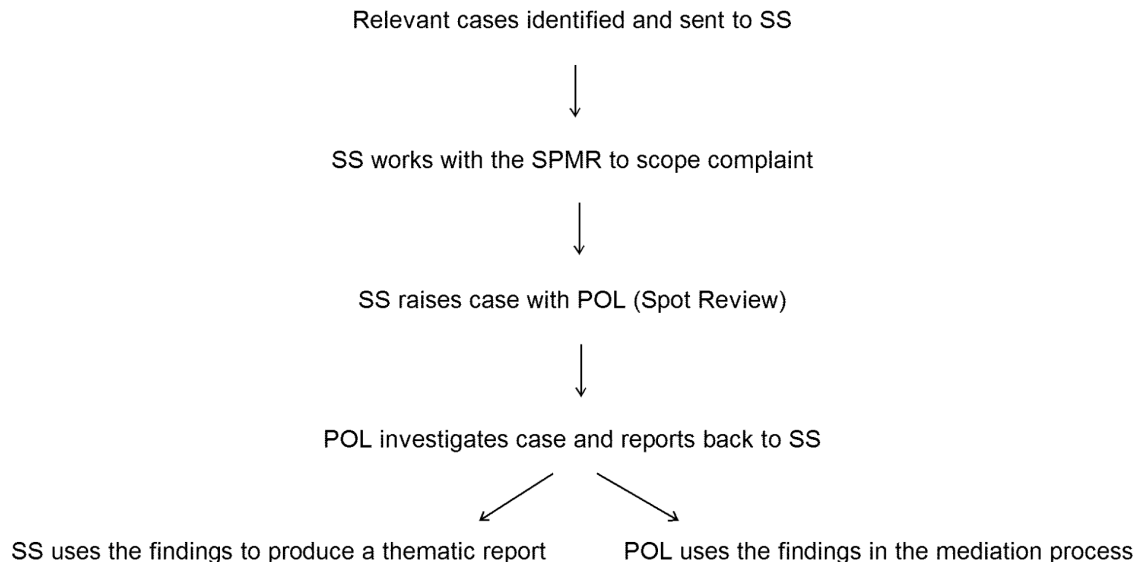 Relevant cases identified and sent to SS
SS works with the SPMR to scope complaint
SS raises case with POL (Spot Review)
POL investigates case and reports back to SS
SS uses the findings to produce a thematic report
POL uses the findings in the mediation process